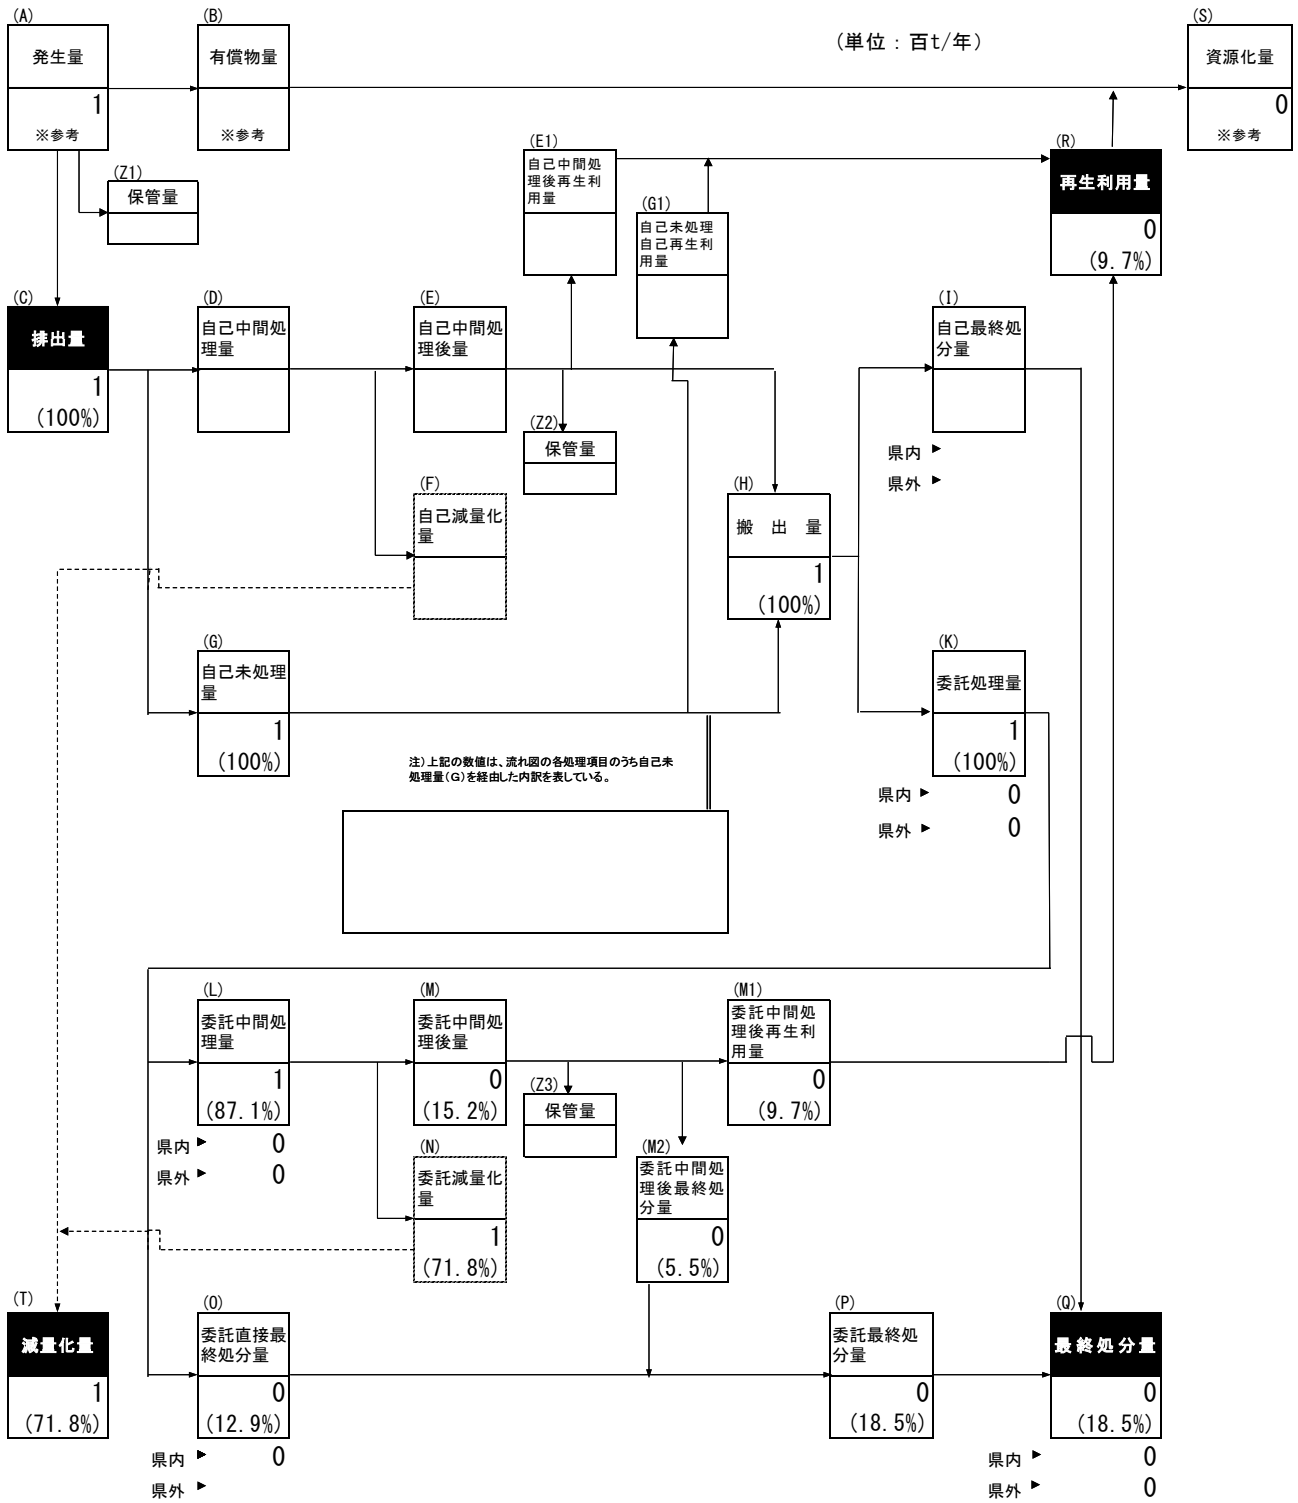 (単位：百t/年)
(A)
発生量
1
※参考
(B)
有償物量
※参考
(S)
資源化量
0
※参考
(Z1)
保管量
(E1)
自己中間処
理後再生利
用量
(G1)
自己未処理
自己再生利
用量
(R)
再生利用量
0
(9.7%)
(C)
排出量
1
(100%)
(D)
自己中間処
理量
(E)
自己中間処
理後量
(I)
自己最終処
分量
県内 ▶
県外 ▶
(Z2)
保管量
(F)
自己減量化
量
(H)
搬　出　量
1
(100%)
(G)
自己未処理
量
1
(100%)
(K)
委託処理量
1
(100%)
県内 ▶ 0
県外 ▶ 0
注)上記の数値は、流れ図の各処理項目のうち自己未
処理量(G)を経由した内訳を表している。
(L)
委託中間処
理量
1
(87.1%)
県内 ▶ 0
県外 ▶ 0
(M)
委託中間処
理後量
0
(15.2%)
(Z3)
保管量
(M1)
委託中間処
理後再生利
用量
0
(9.7%)
(N)
委託減量化
量
1
(71.8%)
(M2)
委託中間処
理後最終処
分量
0
(5.5%)
(T)
減量化量
1
(71.8%)
(O)
委託直接最
終処分量
0
(12.9%)
県内 ▶ 0
県外 ▶
(P)
委託最終処
分量
0
(18.5%)
(Q)
最終処分量
0
(18.5%)
県内 ▶ 0
県外 ▶ 0